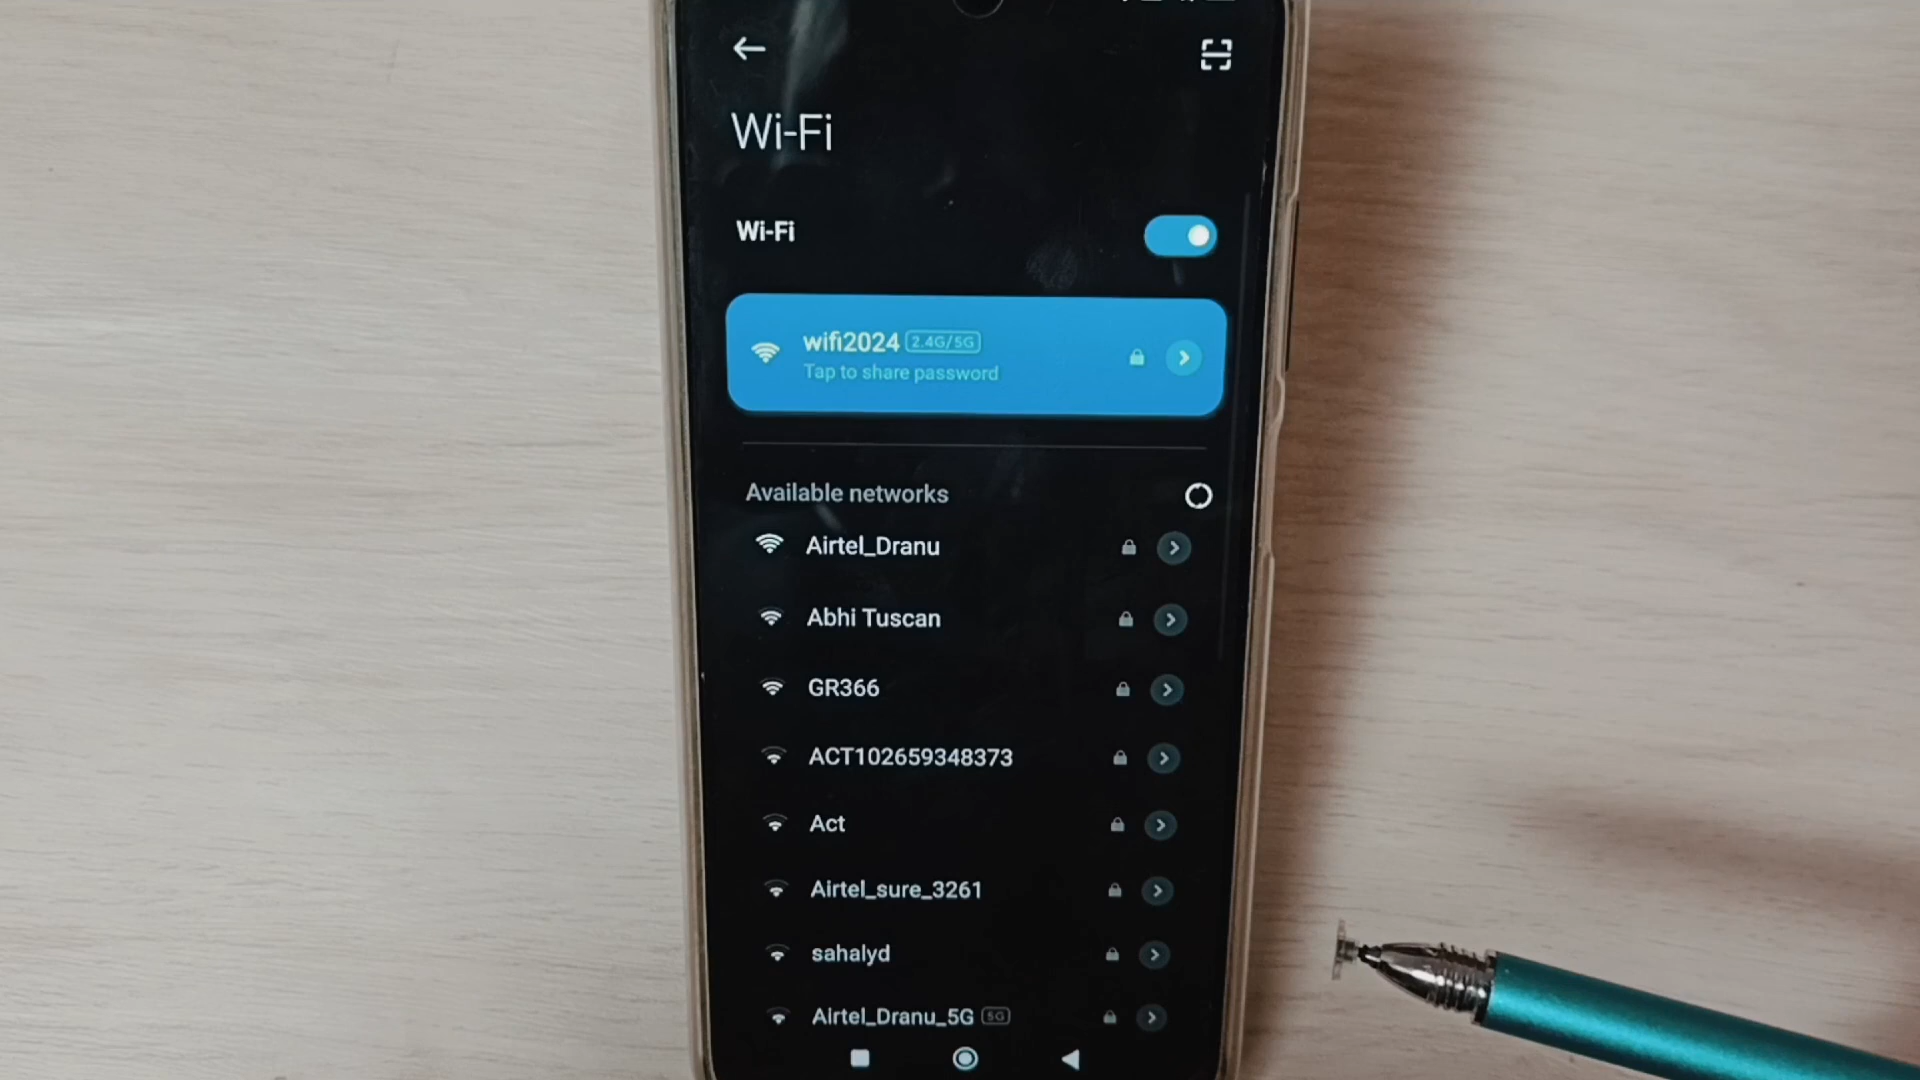 Wi-Fi
Wi-Fi
wifi2024 2.4G/5G
Tap to share password
Available networks
Airtel_Dranu
Abhi Tuscan
GR366
ACT102659348373
Act
Airtel_sure_3261
sahalyd
Airtel_Dranu_5G 5G